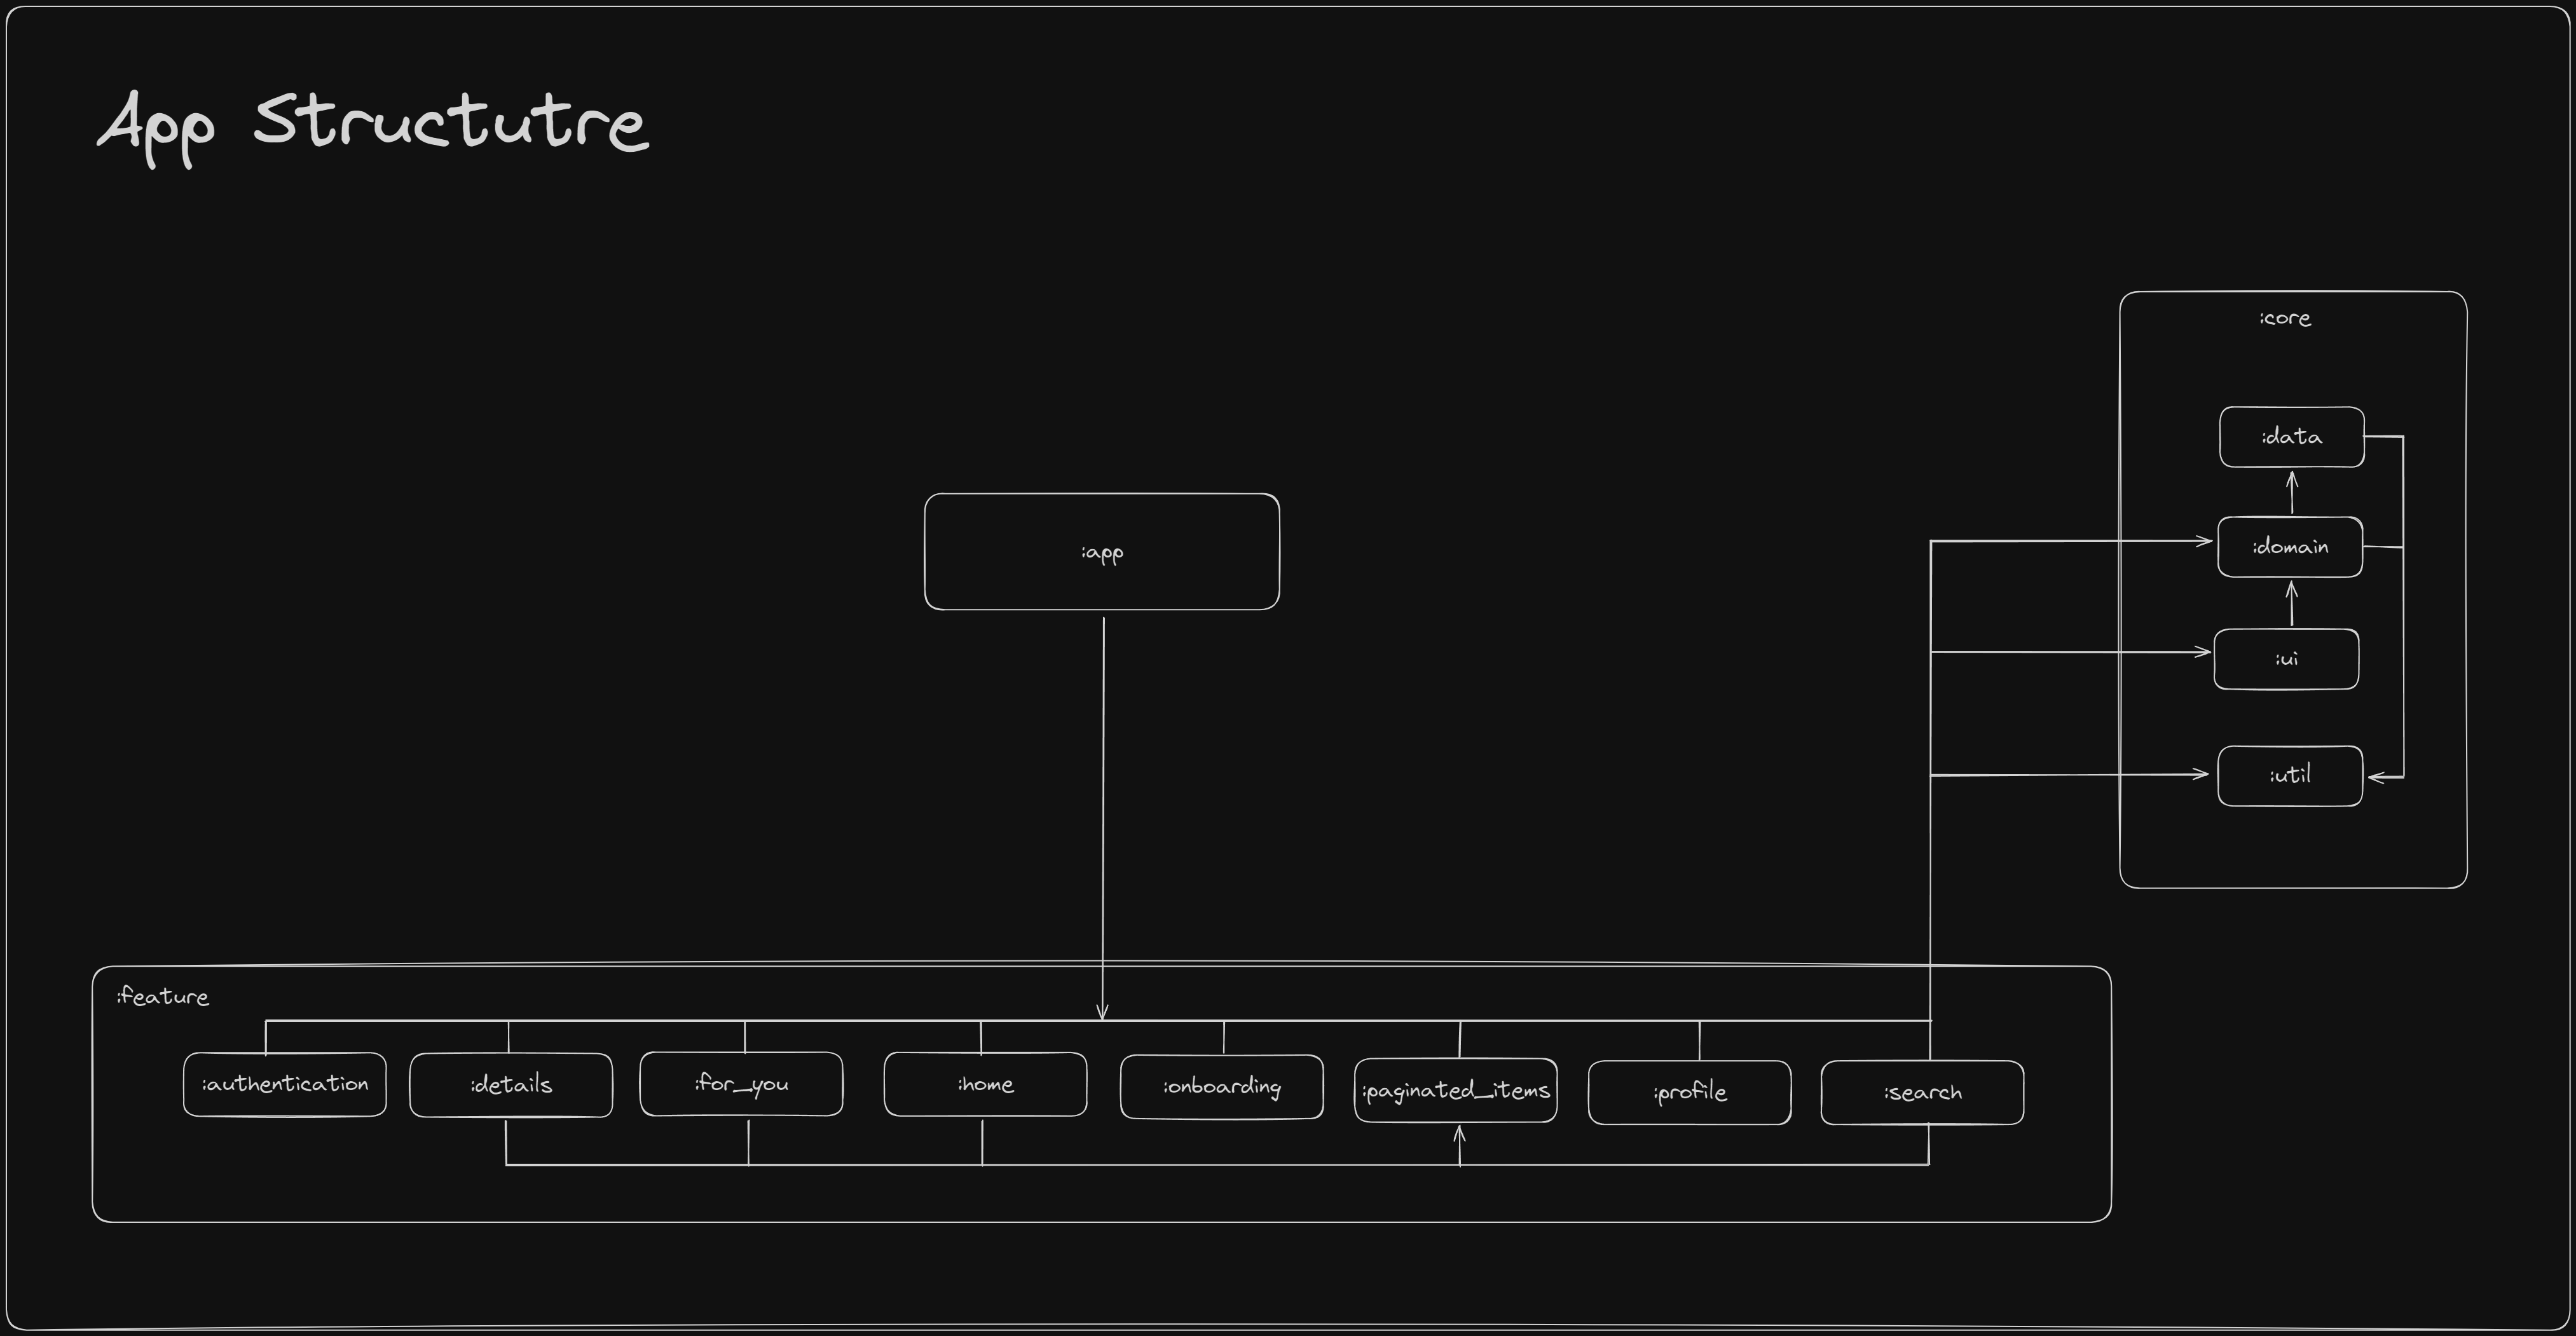 App Structutre
:core
:data
:app
:domain
:ui
:util
:feature
:authentication
:details
:for_you
:home
:onboarding
:paginated_items
:profile
:search